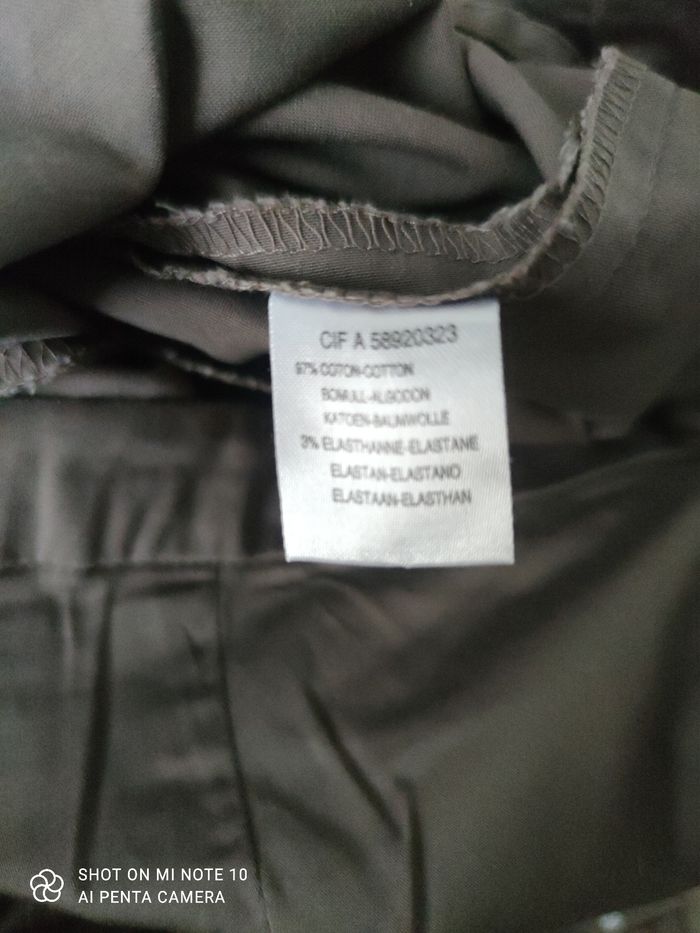 CIF A 58920323
97% COTON-COTTON
BOMULL-ALGODON
KATOEN-BAUMWOLLE
3% ELASTHANNE-ELASTANE
ELASTAN-ELASTANO
ELASTAAN-ELASTHAN
SHOT ON MI NOTE 10
AI PENTA CAMERA